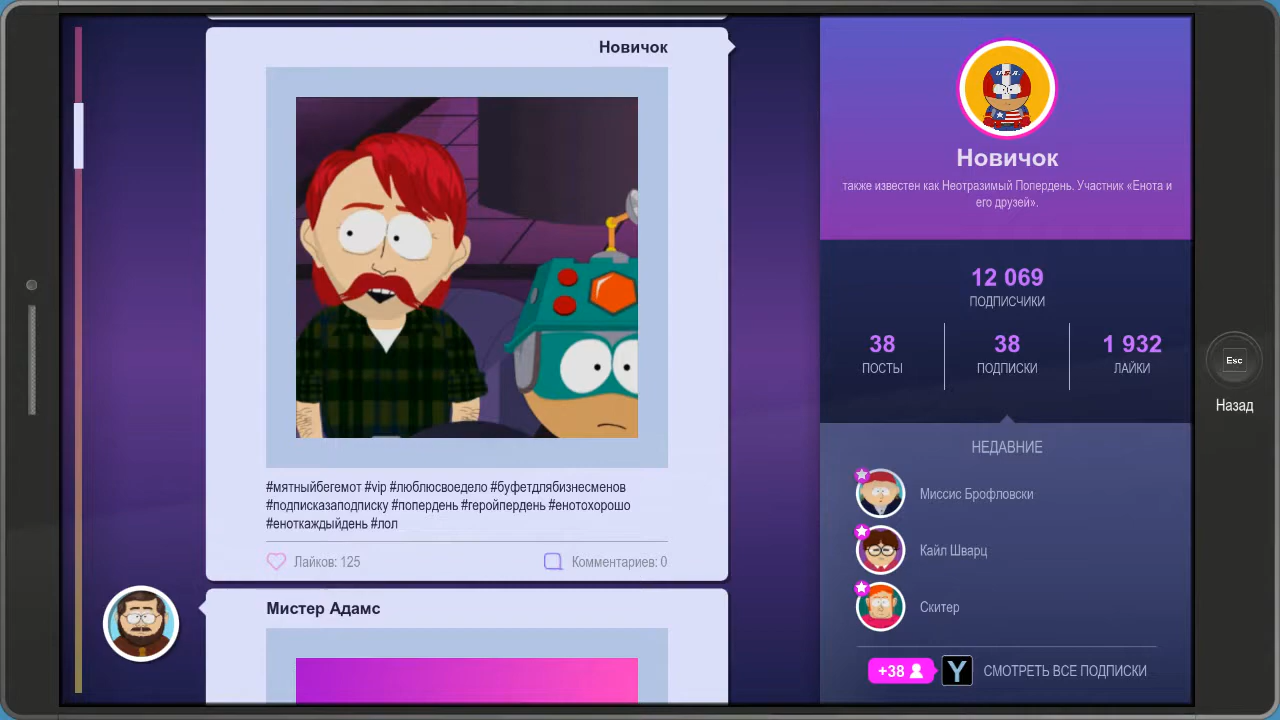 Новичок
#мятныйбегемот #vip #люблюсвоедело #буфетдлябизнесменов
#подписказаподписку #попердень #геройпердень #енотохорошо
#еноткаждыйдень #лол
Лайков: 125
Комментариев: 0
Мистер Адамс
Новичок
также известен как Неотразимый Попердень. Участник «Енота и
его друзей».
12 069
ПОДПИСЧИКИ
38
ПОСТЫ
38
ПОДПИСКИ
1 932
ЛАЙКИ
НЕДАВНИЕ
Миссис Брофловски
Кайл Шварц
Скитер
+38
Y
СМОТРЕТЬ ВСЕ ПОДПИСКИ
Esc
Назад